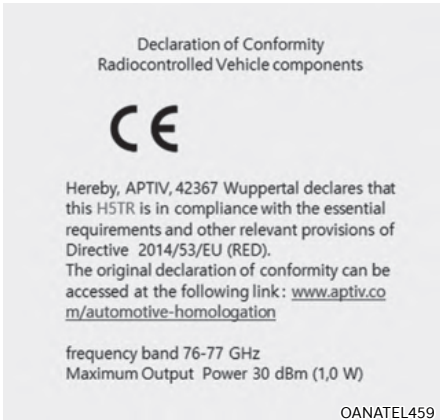 Declaration of Conformity
Radiocontrolled Vehicle components
CE
Hereby, APTIV, 42367 Wuppertal declares that
this H5TR is in compliance with the essential
requirements and other relevant provisions of
Directive 2014/53/EU (RED).
The original declaration of conformity can be
accessed at the following link: www.aptiv.co
m/automotive-homologation
frequency band 76-77 GHz
Maximum Output Power 30 dBm (1,0 W)
OANATEL459